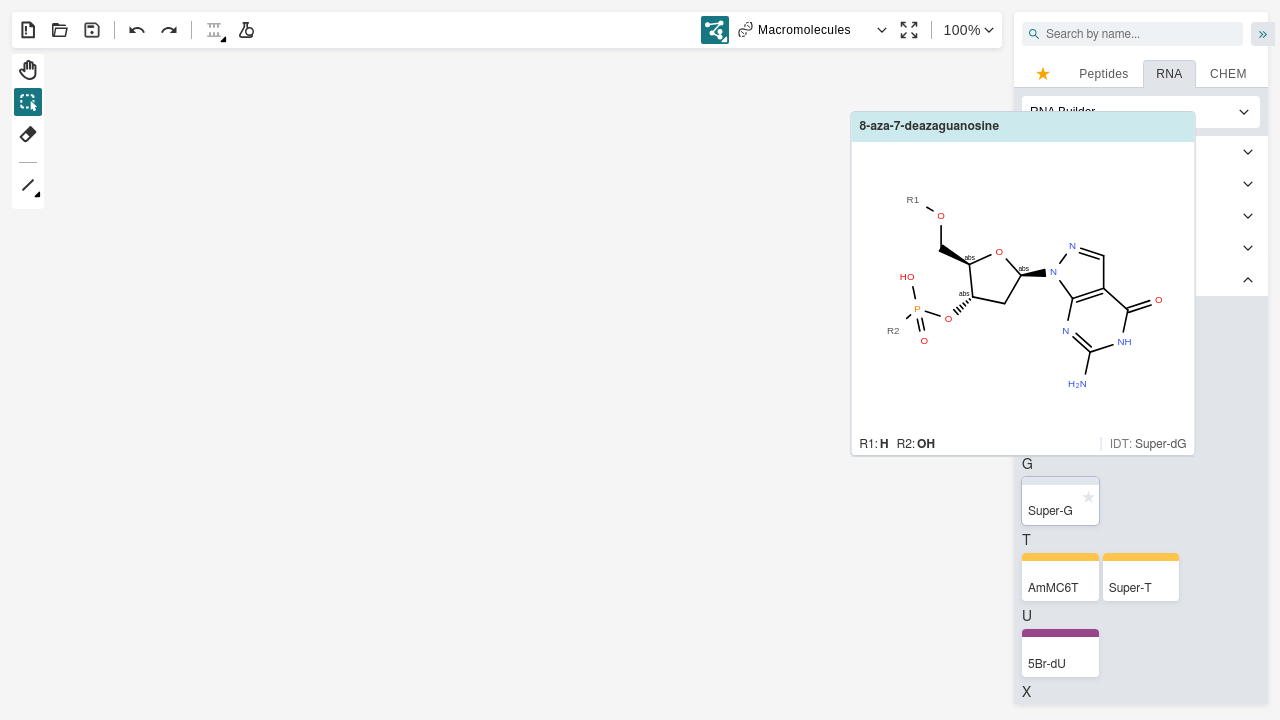 Macromolecules
100%
Search by name...
»
Peptides
RNA
CHEM
RNA Builder
8-aza-7-deazaguanosine
R1
O
abs
O
abs
N
N
HO
abs
O
P
O
N
R2
O
NH
H2N
R1: H R2: OH
IDT: Super-dG
G
Super-G
T
AmMC6T
Super-T
U
5Br-dU
X